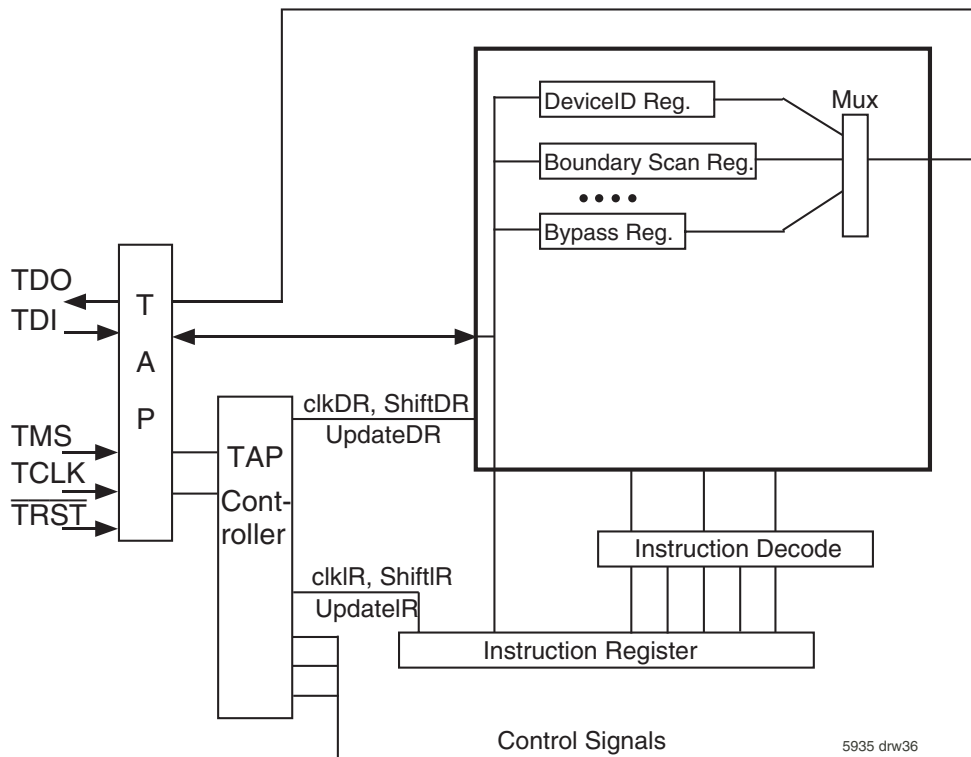 DeviceID Reg.
Mux
Boundary Scan Reg.
Bypass Reg.
TDO
TDI
T
A
P
TMS
TCLK
TRST
clkDR, ShiftDR
UpdateDR
TAP
Cont-
roller
Instruction Decode
clkIR, ShiftIR
UpdateIR
Instruction Register
Control Signals
5935 drw36